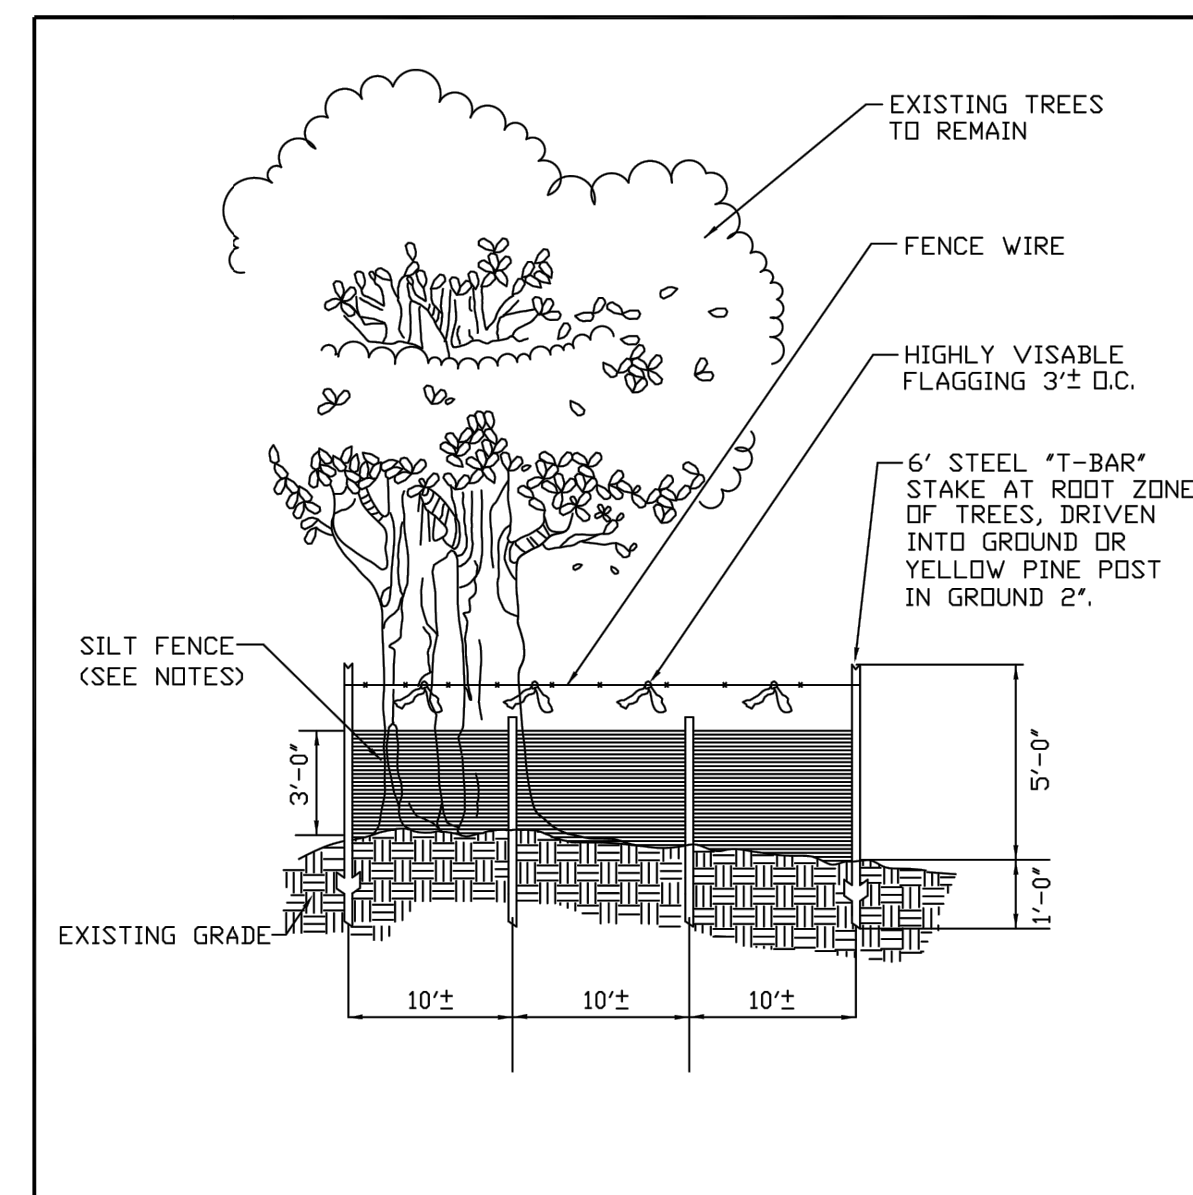 EXISTING TREES
TO REMAIN
FENCE WIRE
HIGHLY VISABLE
FLAGGING 3'± O.C.
6' STEEL "T-BAR"
STAKE AT ROOT ZONE
OF TREES, DRIVEN
INTO GROUND OR
YELLOW PINE POST
IN GROUND 2".
SILT FENCE
(SEE NOTES)
3'-0"
5'-0"
1'-0"
EXISTING GRADE
10'±
10'±
10'±